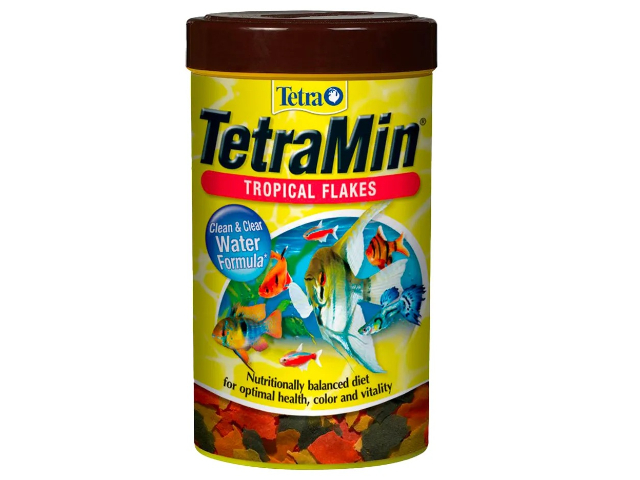 Tetra
TetraMin®
TROPICAL FLAKES
Clean & Clear
Water
Formula*
Nutritionally balanced diet
for optimal health, color and vitality